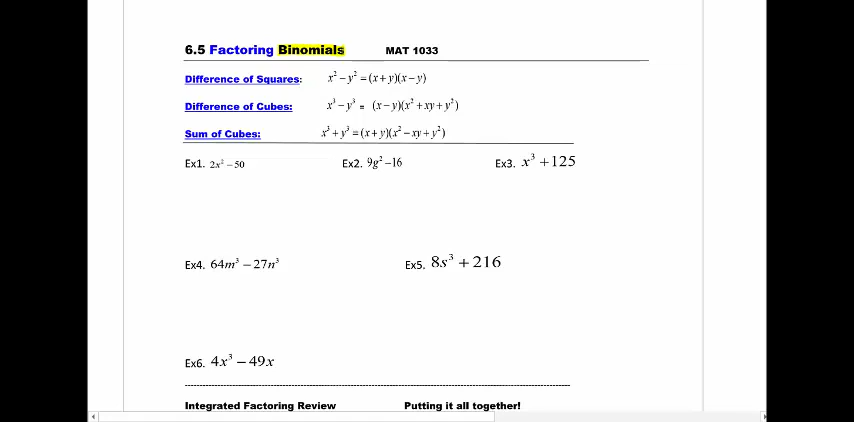 6.5 Factoring Binomials MAT 1033
Difference of Squares: x² − y² = (x + y)(x − y)
Difference of Cubes: x³ − y³ = (x − y)(x² + xy + y²)
Sum of Cubes: x³ + y³ = (x + y)(x² − xy + y²)
Ex1. 2x² − 50 Ex2. 9g² − 16 Ex3. x³ + 125
Ex4. 64m³ − 27n³ Ex5. 8s³ + 216
Ex6. 4x³ − 49x
Integrated Factoring Review Putting it all together!